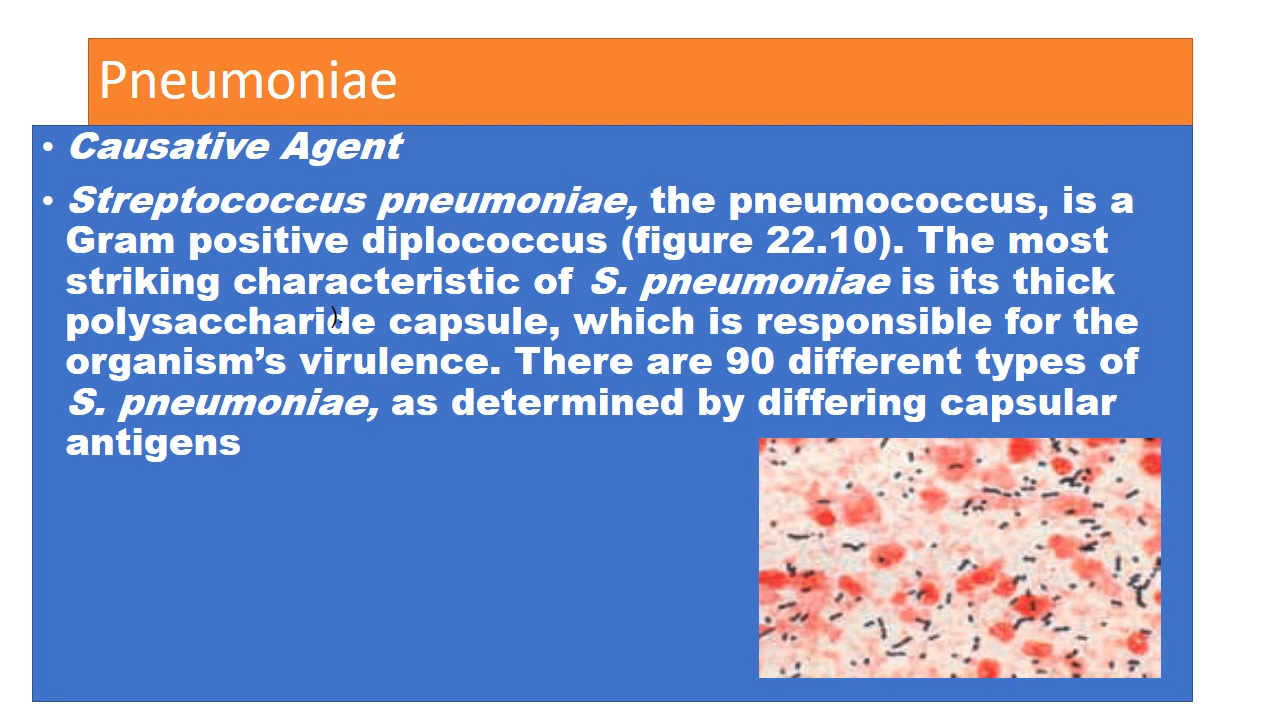 Pneumoniae
• Causative Agent
• Streptococcus pneumoniae, the pneumococcus, is a
Gram positive diplococcus (figure 22.10). The most
striking characteristic of S. pneumoniae is its thick
polysaccharide capsule, which is responsible for the
organism’s virulence. There are 90 different types of
S. pneumoniae, as determined by differing capsular
antigens